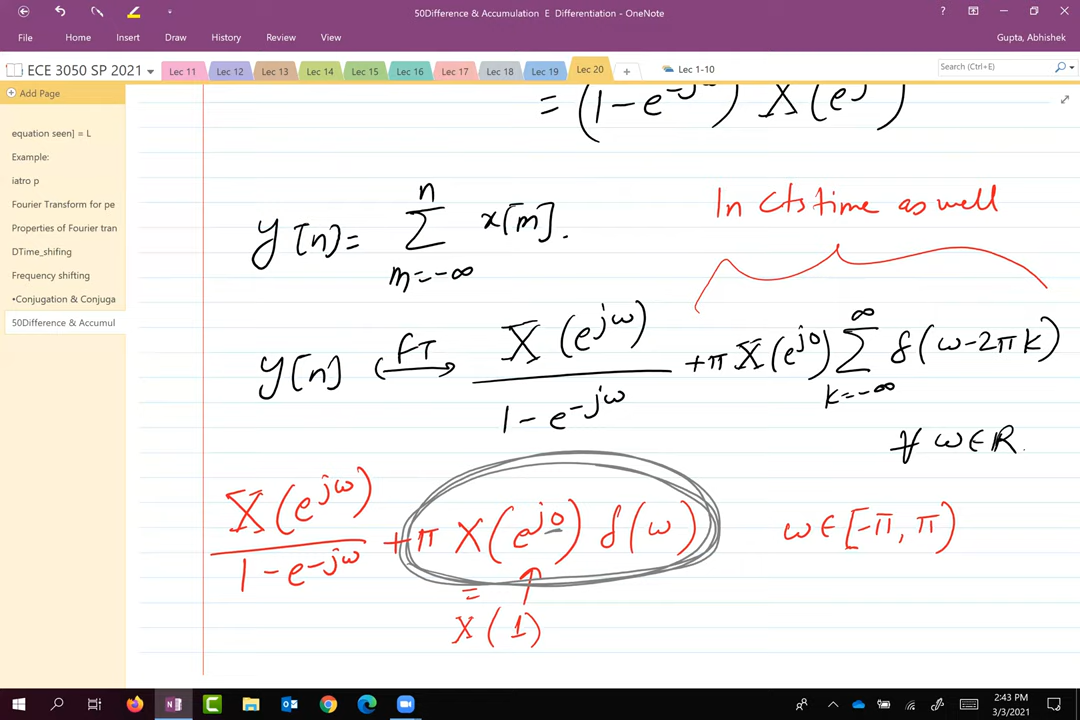 50Difference & Accumulation E Differentiation - OneNote
File Home Insert Draw History Review View
Gupta, Abhishek
ECE 3050 SP 2021 Lec 11 Lec 12 Lec 13 Lec 14 Lec 15 Lec 16 Lec 17 Lec 18 Lec 19 Lec 20 + Lec 1-10
Search (Ctrl+E)
Add Page
equation seen] = L
Example:
iatro p
Fourier Transform for pe
Properties of Fourier tran
DTime_shifing
Frequency shifting
•Conjugation & Conjuga
50Difference & Accumul
= (1-e^-jω) X(e^j )
In Cts time as well
y[n] = ∑_{m=-∞}^{n} x[m].
y[n] ←FT→ X(e^jω) / (1-e^-jω) + π X(e^j0) ∑_{k=-∞}^{∞} δ(ω-2πk)
∀ ω∈ℝ.
X(e^jω) / (1-e^-jω) + π X(e^j0) δ(ω) ω∈[-π, π)
= X(1)
2:43 PM
3/3/2021